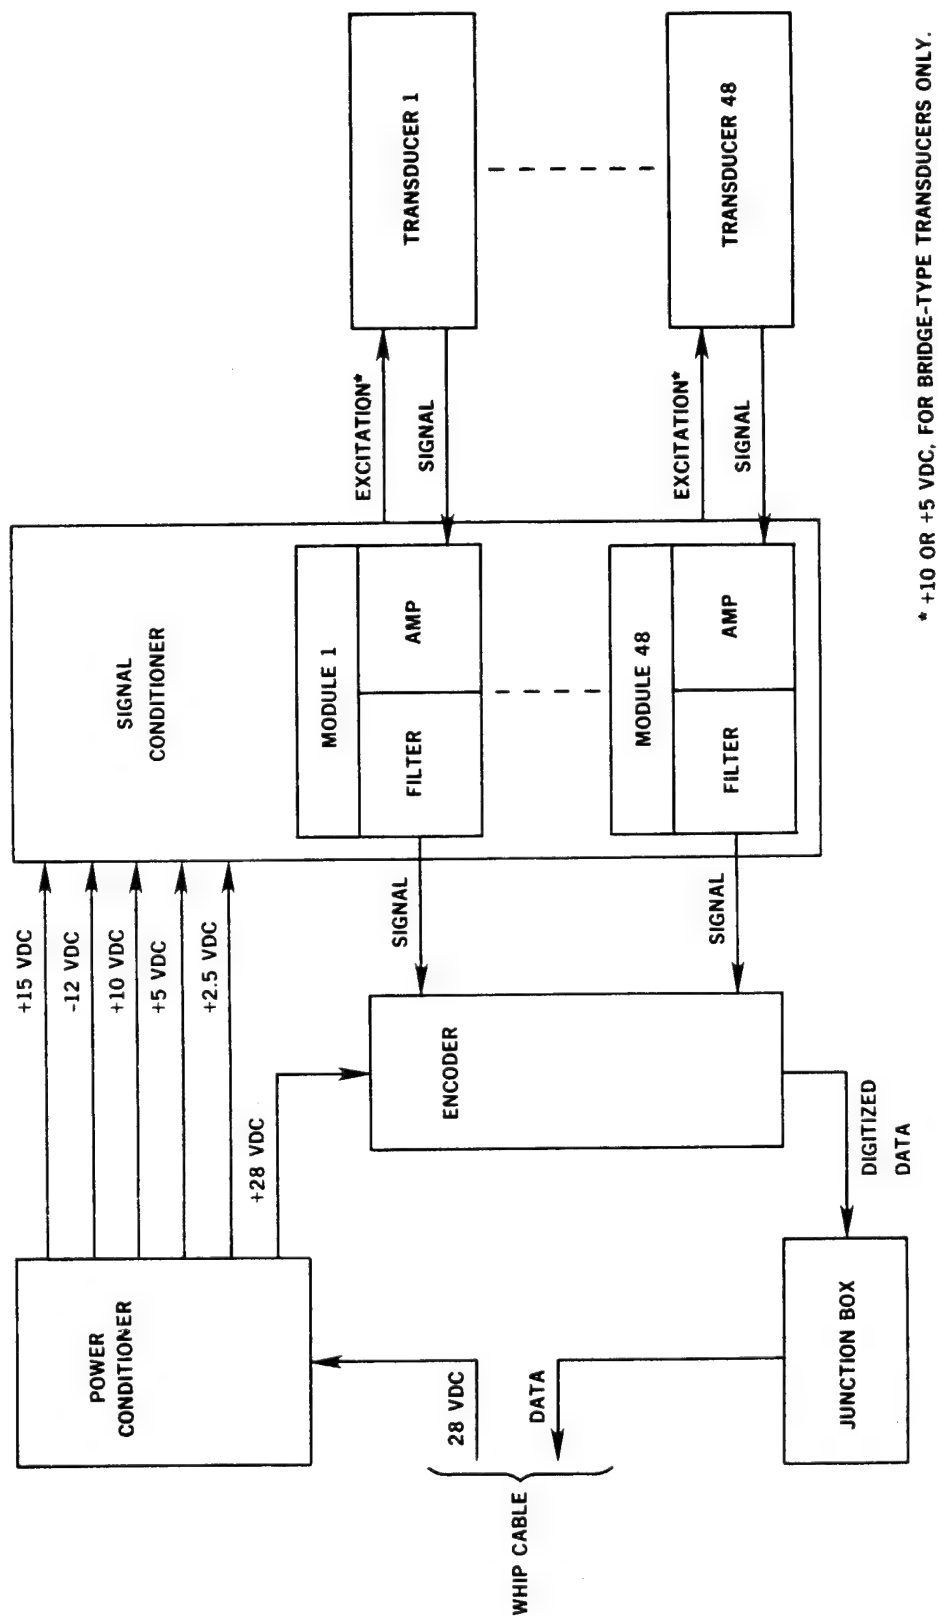 POWER
CONDITIONER
+15 VDC
-12 VDC
+10 VDC
+5 VDC
+2.5 VDC
+28 VDC
SIGNAL
CONDITIONER
MODULE 1
FILTER
AMP
EXCITATION*
SIGNAL
TRANSDUCER 1
MODULE 48
FILTER
AMP
EXCITATION*
SIGNAL
TRANSDUCER 48
SIGNAL
SIGNAL
ENCODER
28 VDC
DATA
WHIP CABLE
DIGITIZED
DATA
JUNCTION BOX
* +10 OR +5 VDC, FOR BRIDGE-TYPE TRANSDUCERS ONLY.